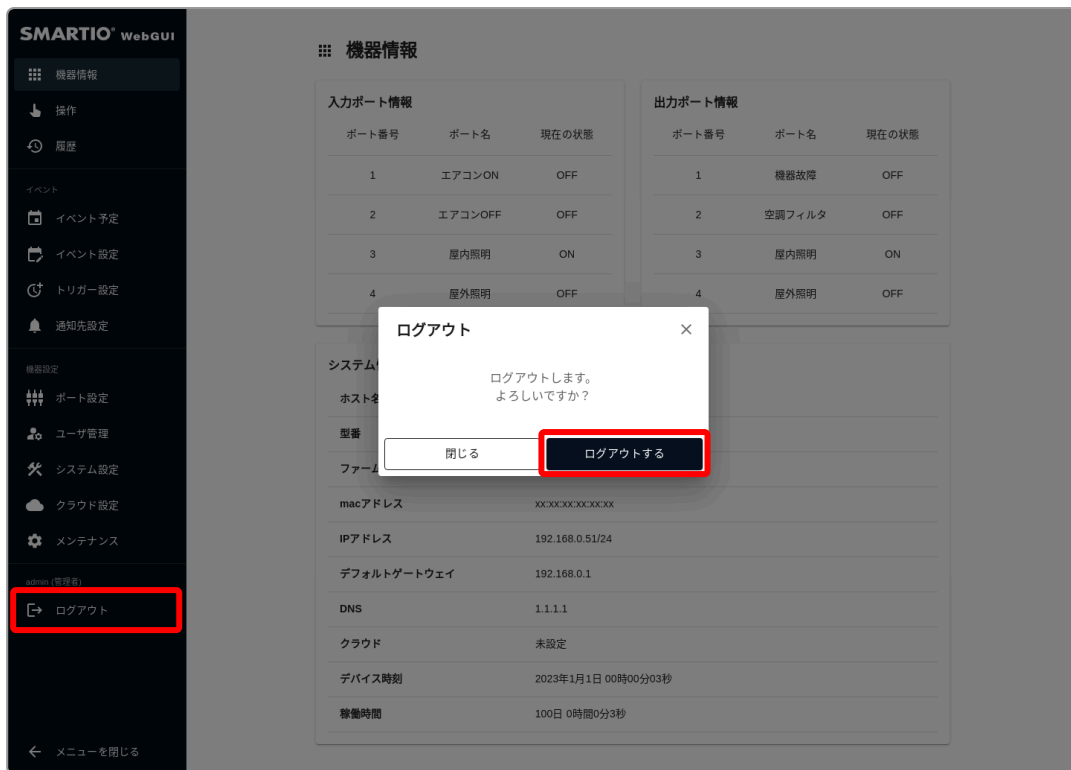 SMARTIO° WebGUI
機器情報
操作
履歴
イベント
イベント予定
イベント設定
トリガー設定
通知先設定
機器設定
ポート設定
ユーザ管理
システム設定
クラウド設定
メンテナンス
admin (管理者)
ログアウト
メニューを閉じる
機器情報
入力ポート情報
ポート番号 ポート名 現在の状態
1 エアコンON OFF
2 エアコンOFF OFF
3 屋内照明 ON
4 屋外照明 OFF
出力ポート情報
ポート番号 ポート名 現在の状態
1 機器故障 OFF
2 空調フィルタ OFF
3 屋内照明 ON
4 屋外照明 OFF
ログアウト
ログアウトします。
よろしいですか？
閉じる ログアウトする
システム
ホスト名
型番
ファーム
macアドレス xx:xx:xx:xx:xx:xx
IPアドレス 192.168.0.51/24
デフォルトゲートウェイ 192.168.0.1
DNS 1.1.1.1
クラウド 未設定
デバイス時刻 2023年1月1日 00時00分03秒
稼働時間 100日 0時間0分3秒